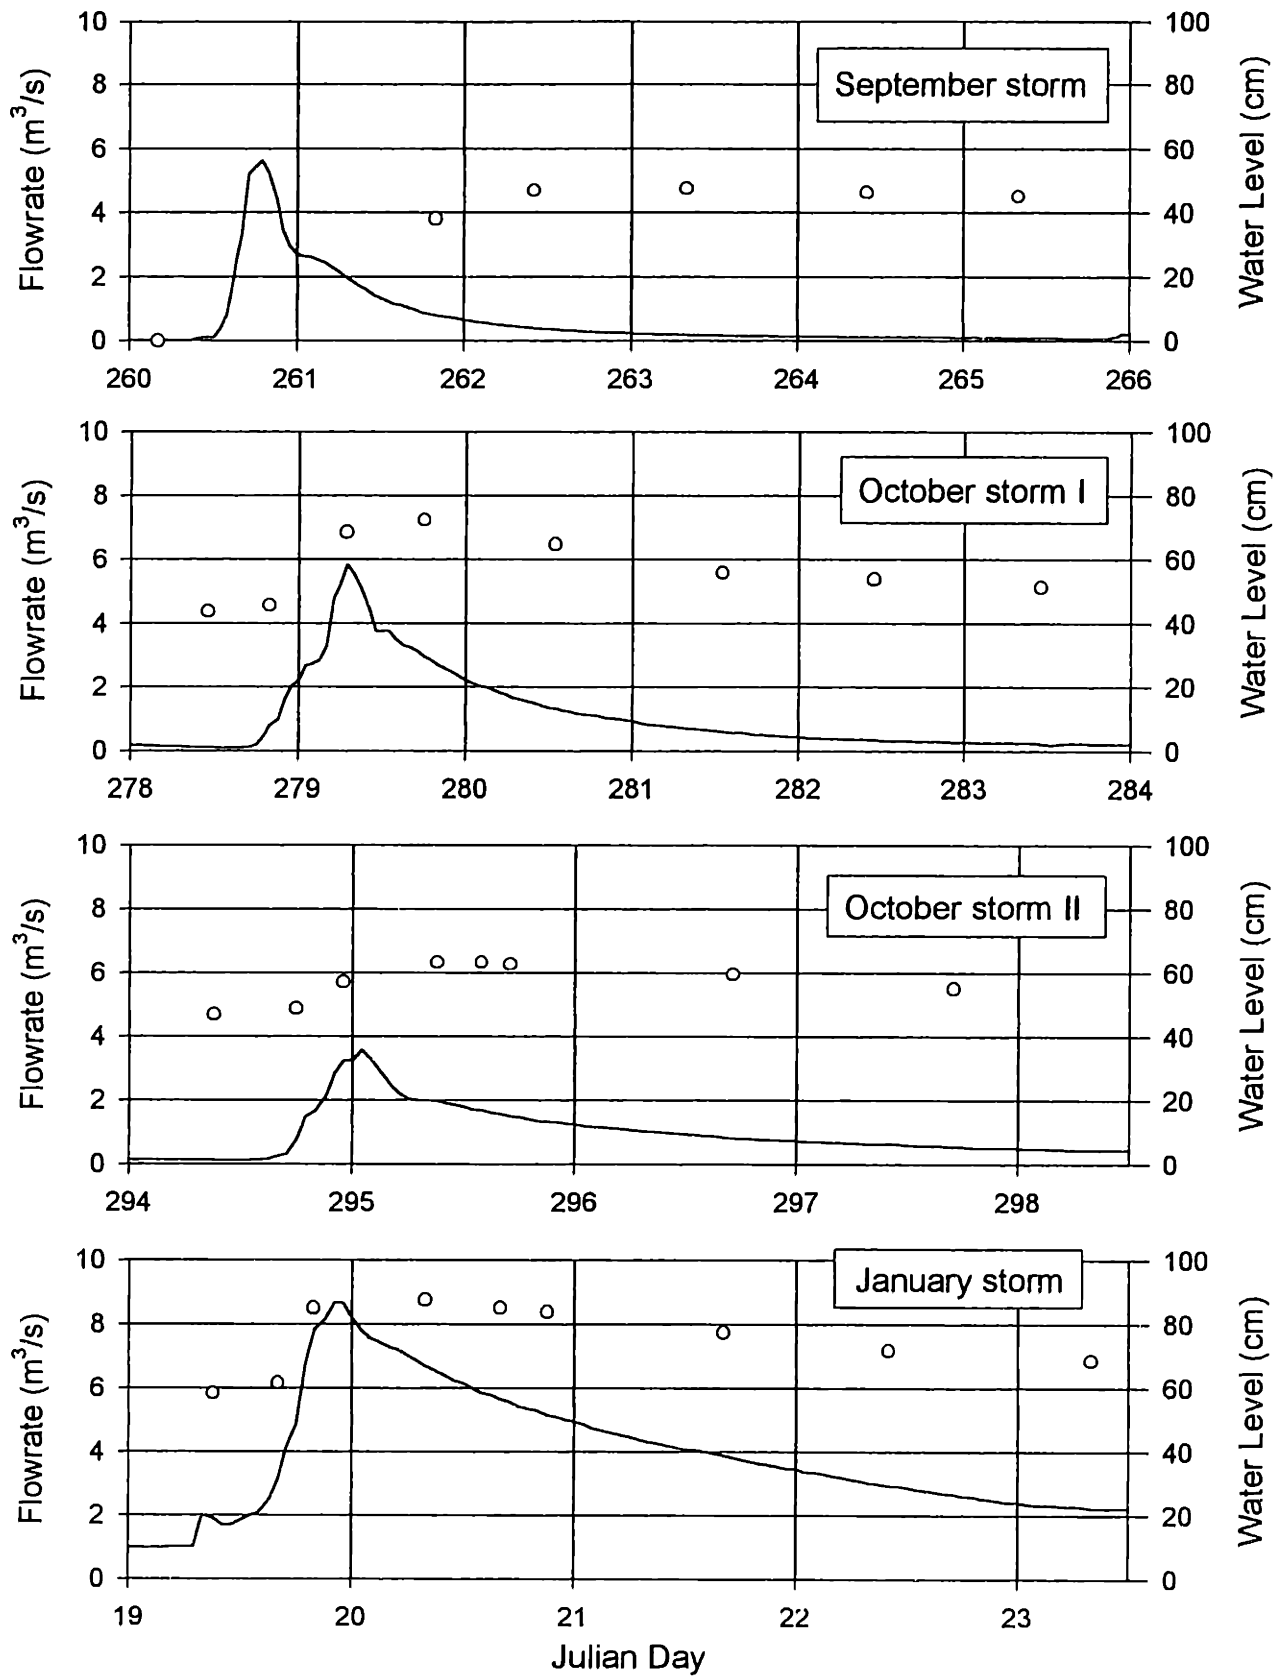 10 100
September storm
8 80
6 60
4 40
2 20
0 0
Flowrate (m³/s)
Water Level (cm)
260 261 262 263 264 265 266
10 100
October storm I
8 80
6 60
4 40
2 20
0 0
Flowrate (m³/s)
Water Level (cm)
278 279 280 281 282 283 284
10 100
October storm II
8 80
6 60
4 40
2 20
0 0
Flowrate (m³/s)
Water Level (cm)
294 295 296 297 298
10 100
January storm
8 80
6 60
4 40
2 20
0 0
Flowrate (m³/s)
Water Level (cm)
19 20 21 22 23
Julian Day